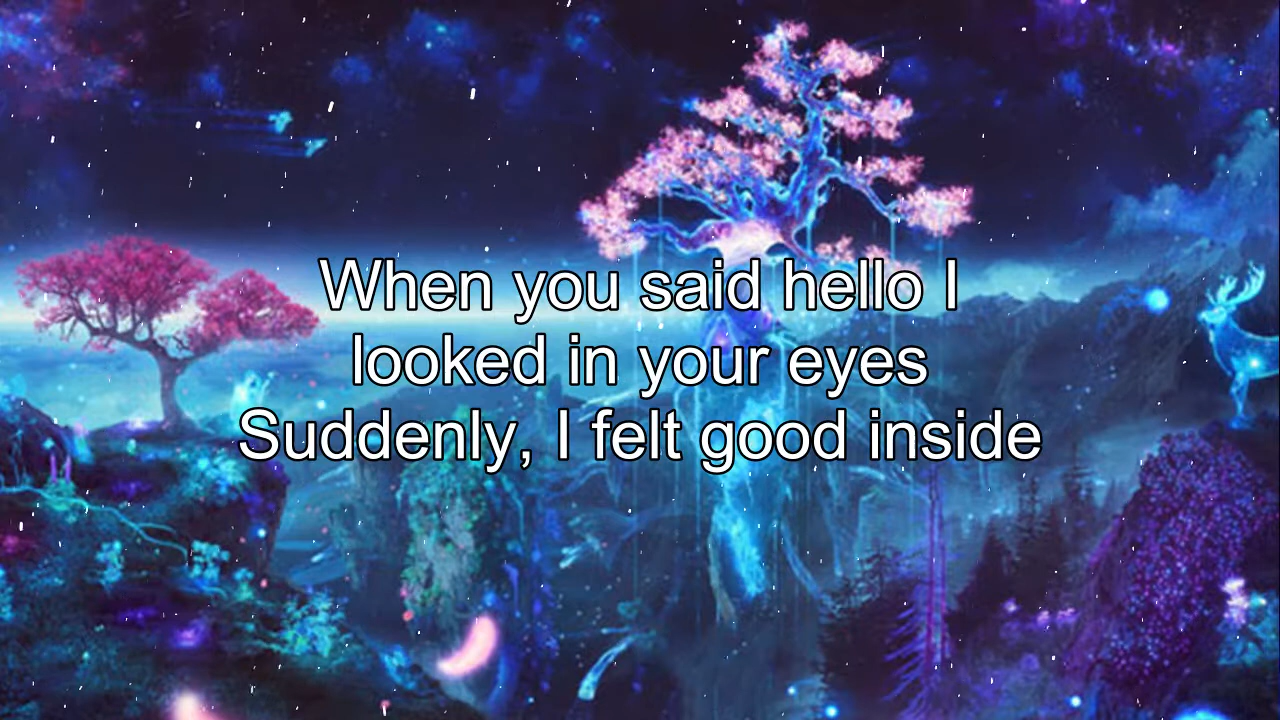 When you said hello I
looked in your eyes
Suddenly, I felt good inside